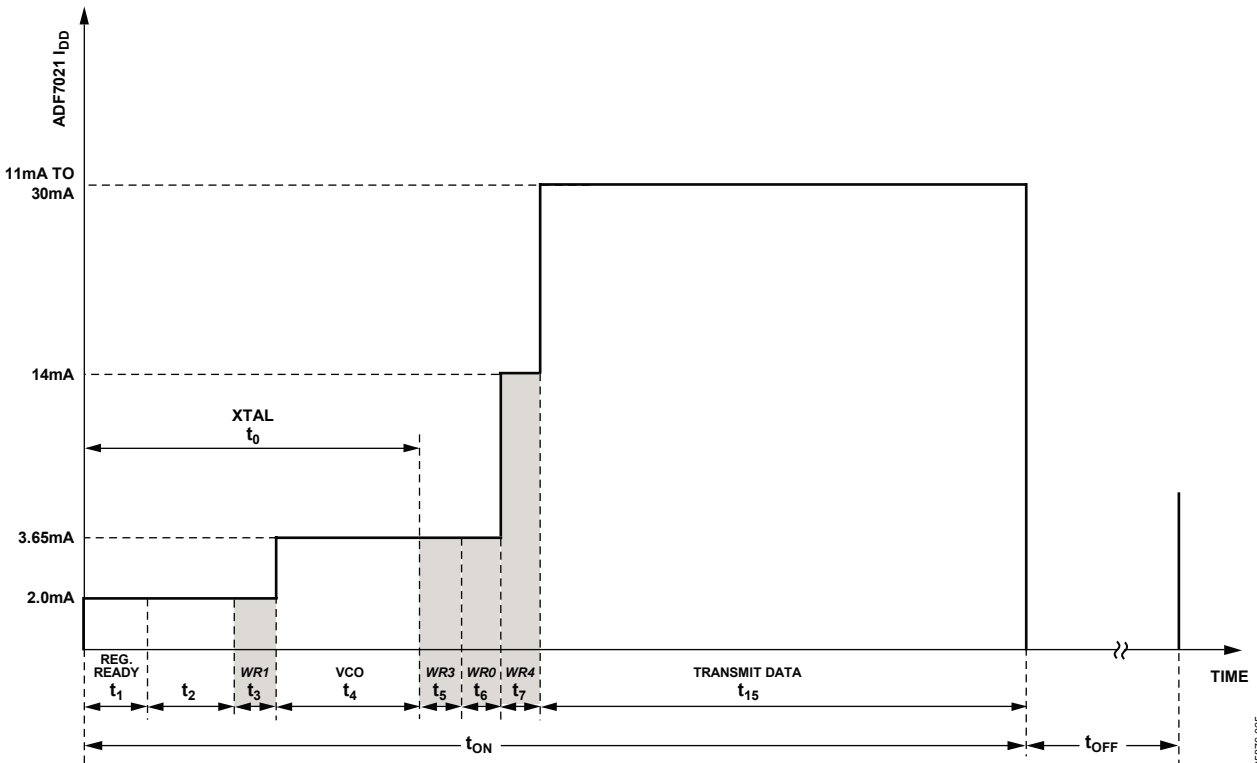 ADF7021 IDD
11mA TO
30mA
14mA
XTAL
t0
3.65mA
2.0mA
REG.
READY
t1
t2
WR1
t3
VCO
t4
WR3
t5
WR0
t6
WR4
t7
TRANSMIT DATA
t15
TIME
tON
tOFF